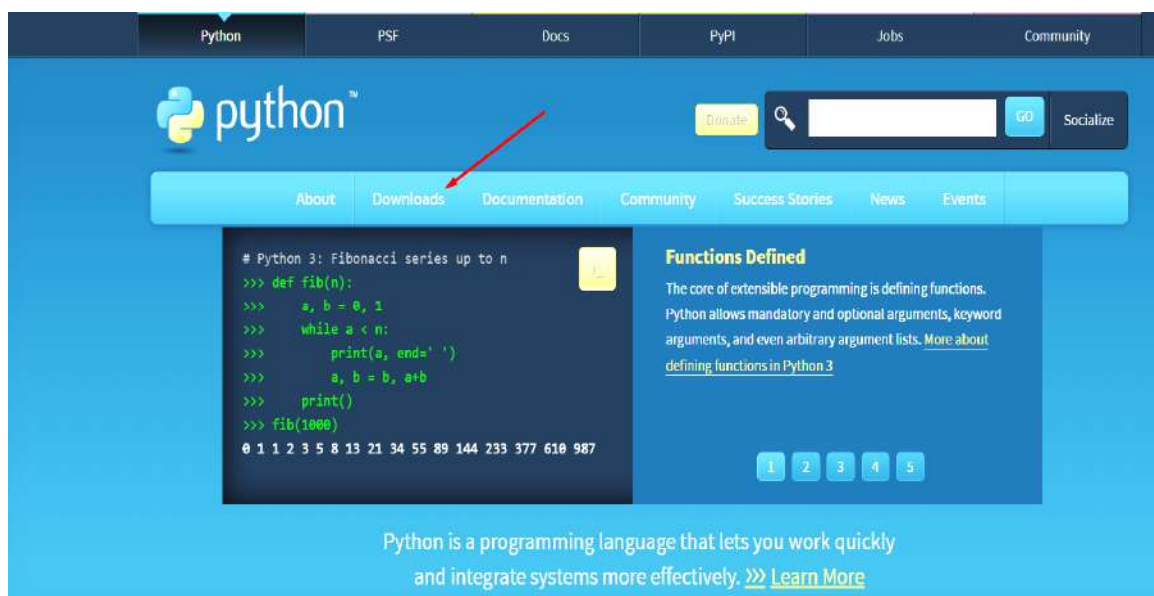 Python PSF Docs PyPI Jobs Community
python™
Donate GO Socialize
About Downloads Documentation Community Success Stories News Events
# Python 3: Fibonacci series up to n
>>> def fib(n):
>>>     a, b = 0, 1
>>>     while a < n:
>>>         print(a, end=' ')
>>>         a, b = b, a+b
>>>     print()
>>> fib(1000)
0 1 1 2 3 5 8 13 21 34 55 89 144 233 377 610 987
>_
Functions Defined
The core of extensible programming is defining functions.
Python allows mandatory and optional arguments, keyword
arguments, and even arbitrary argument lists. More about
defining functions in Python 3
1 2 3 4 5
Python is a programming language that lets you work quickly
and integrate systems more effectively. >>> Learn More